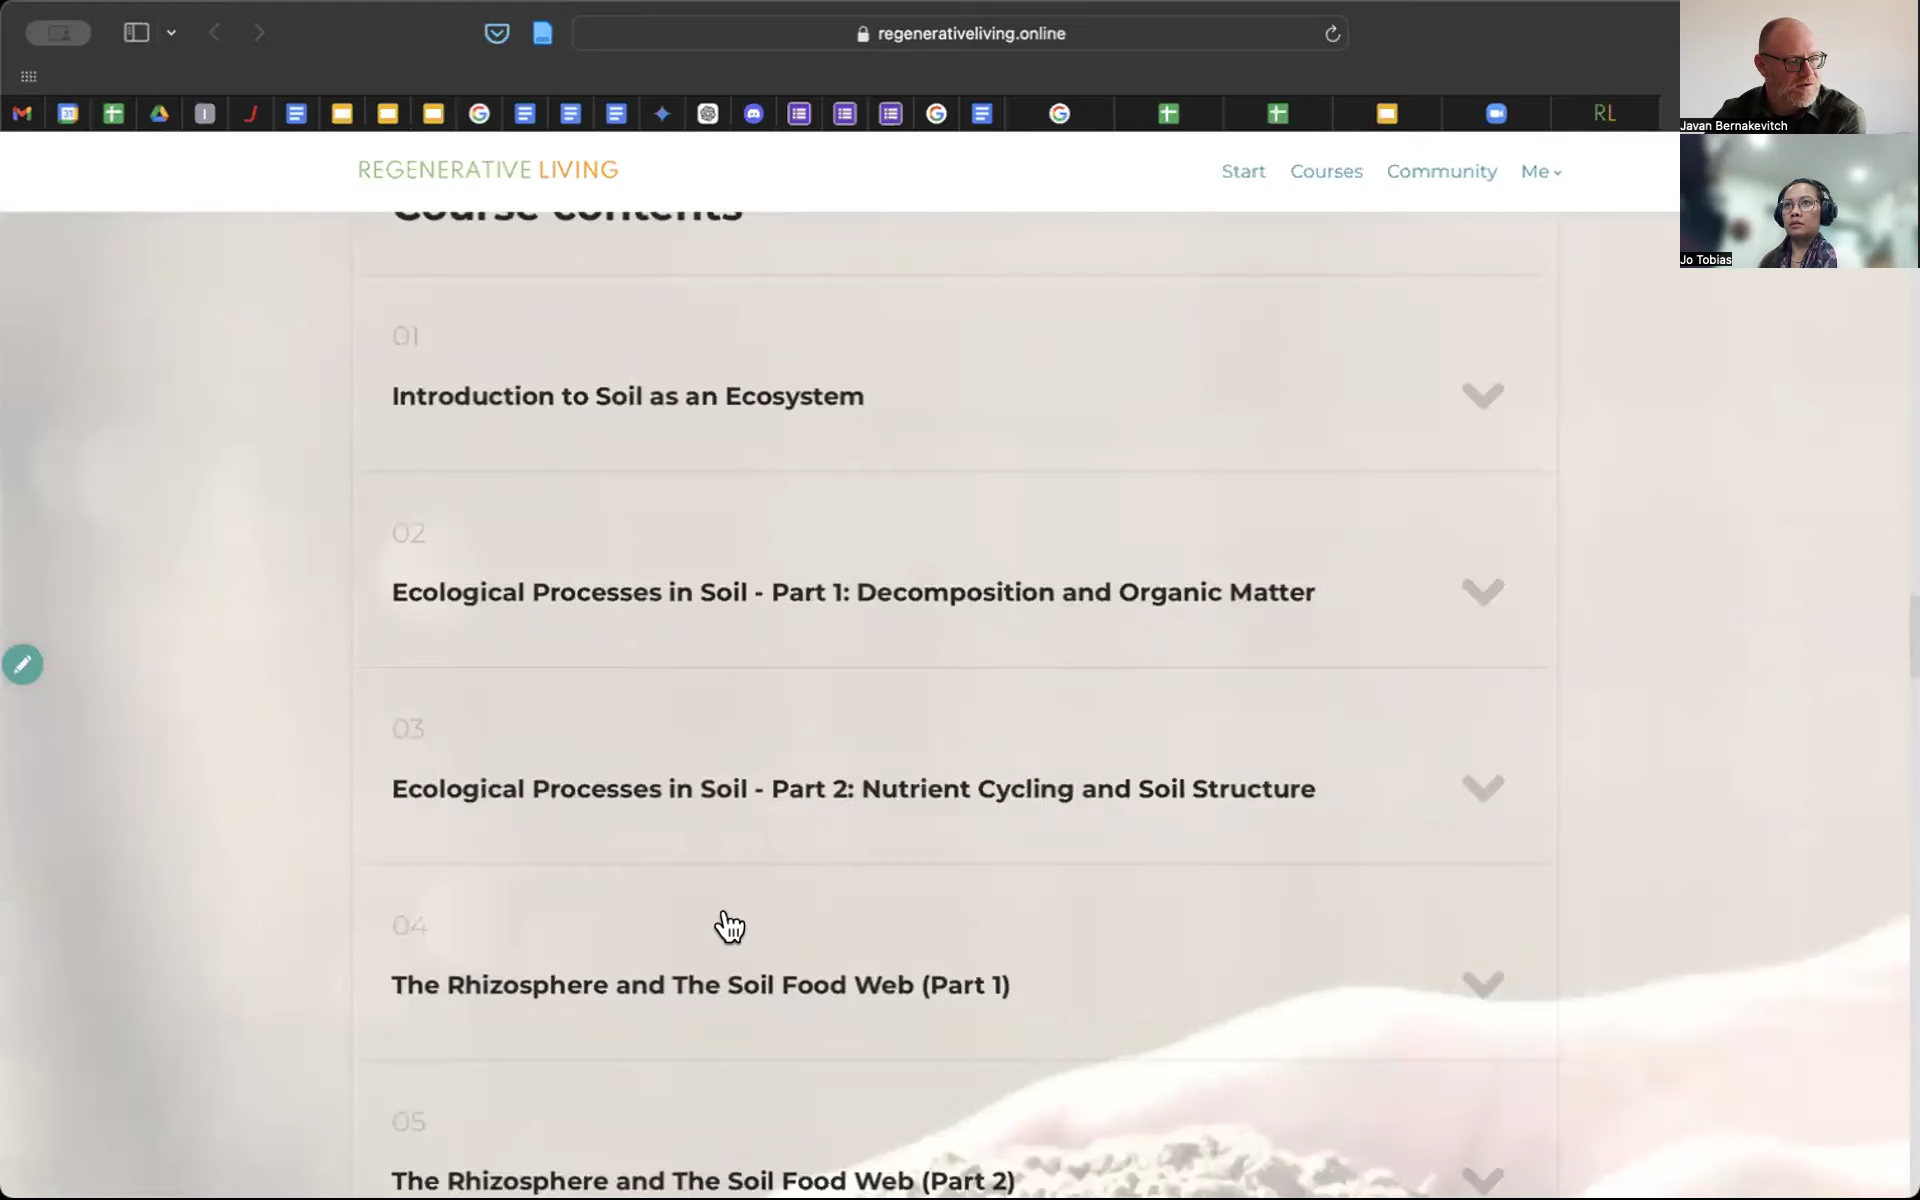 regenerativeliving.online
RL
Javan Bernakevitch
REGENERATIVE LIVING
Start
Courses
Community
Me
Jo Tobias
Course contents
01
Introduction to Soil as an Ecosystem
02
Ecological Processes in Soil - Part 1: Decomposition and Organic Matter
03
Ecological Processes in Soil - Part 2: Nutrient Cycling and Soil Structure
04
The Rhizosphere and The Soil Food Web (Part 1)
05
The Rhizosphere and The Soil Food Web (Part 2)